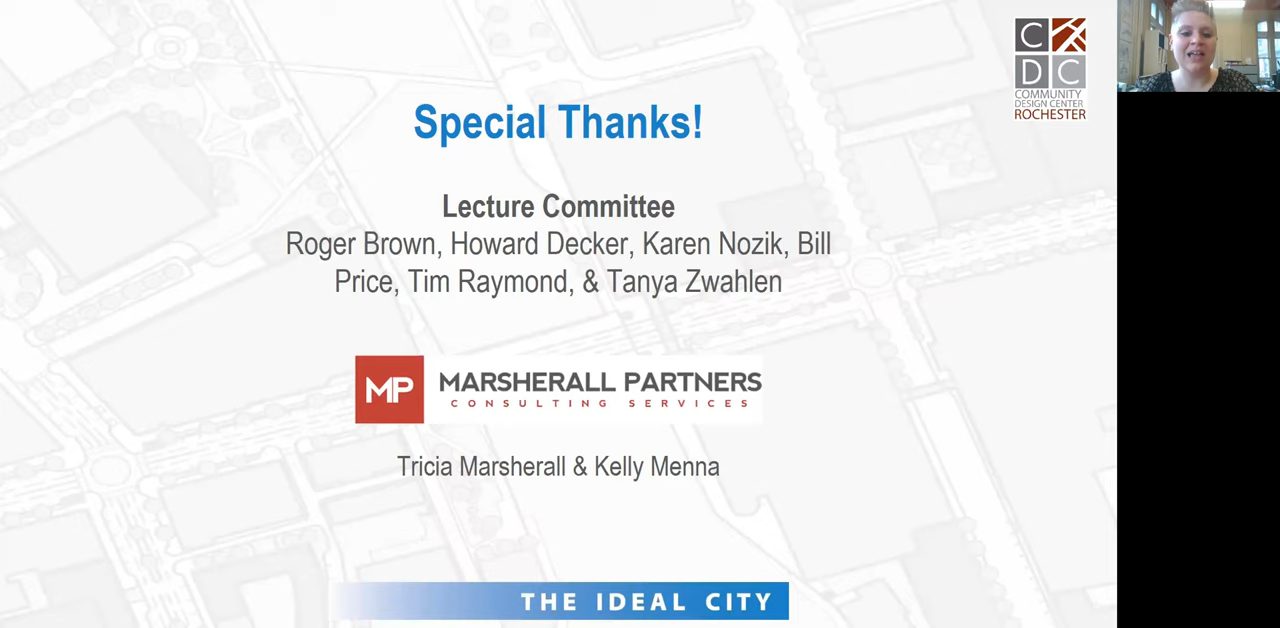 Special Thanks!
Lecture Committee
Roger Brown, Howard Decker, Karen Nozik, Bill
Price, Tim Raymond, & Tanya Zwahlen
MP
MARSHERALL PARTNERS
CONSULTING SERVICES
Tricia Marsherall & Kelly Menna
THE IDEAL CITY
C
DC
COMMUNITY
DESIGN CENTER
ROCHESTER